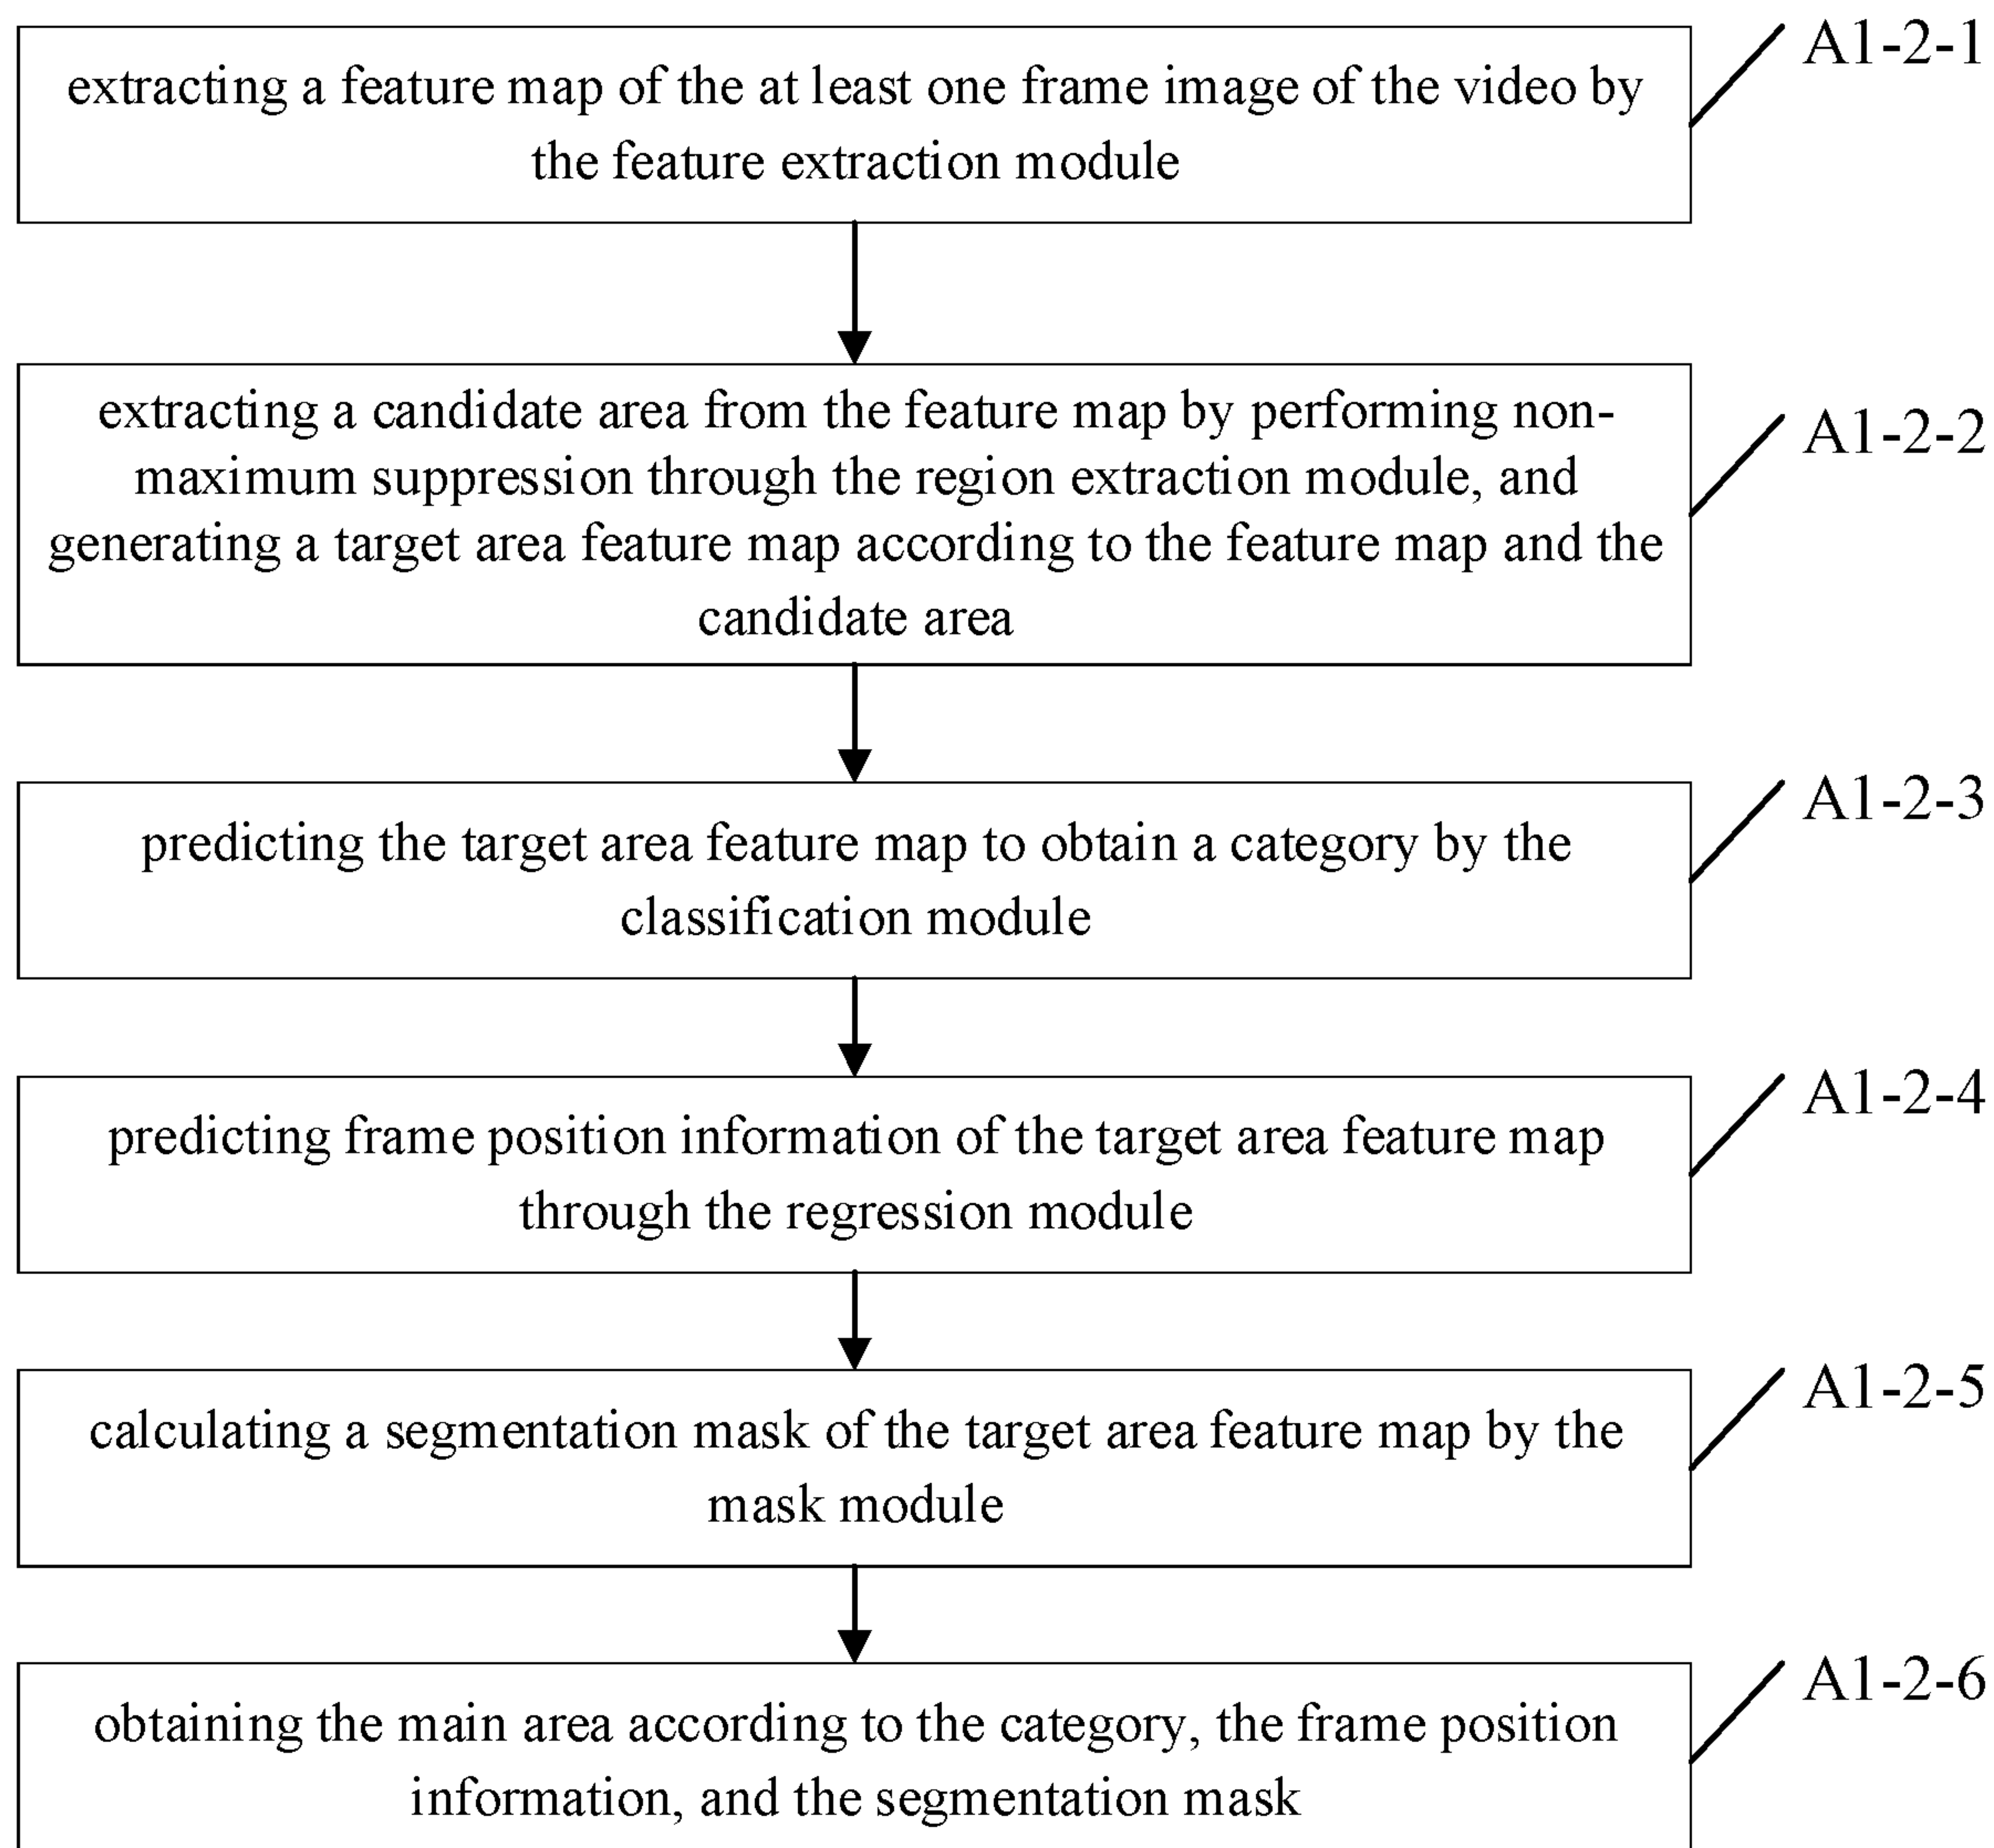 extracting a feature map of the at least one frame image of the video by
the feature extraction module
A1-2-1
extracting a candidate area from the feature map by performing non-
maximum suppression through the region extraction module, and
generating a target area feature map according to the feature map and the
candidate area
A1-2-2
predicting the target area feature map to obtain a category by the
classification module
A1-2-3
predicting frame position information of the target area feature map
through the regression module
A1-2-4
calculating a segmentation mask of the target area feature map by the
mask module
A1-2-5
obtaining the main area according to the category, the frame position
information, and the segmentation mask
A1-2-6